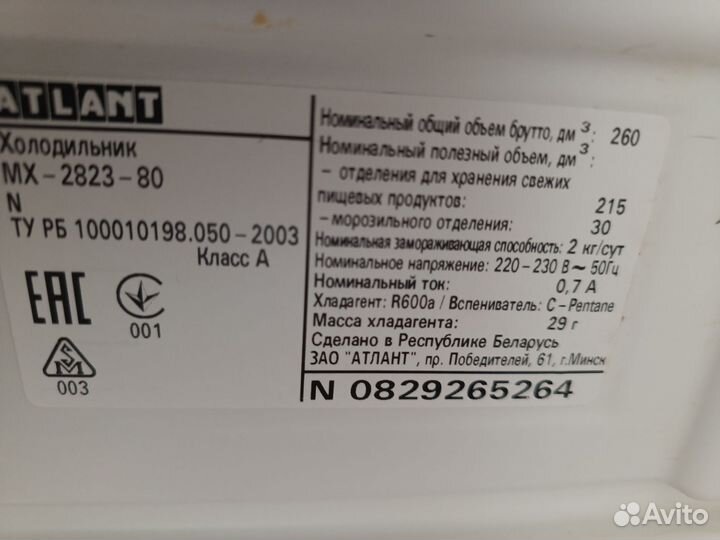 ATLANT
Холодильник
МХ-2823-80
N
ТУ РБ 100010198.050-2003
Класс А
EAC
001
003
Номинальный общий объем брутто, дм³: 260
Номинальный полезный объем, дм³:
- отделения для хранения свежих
пищевых продуктов: 215
- морозильного отделения: 30
Номинальная замораживающая способность: 2 кг/сут
Номинальное напряжение: 220-230 В~ 50Гц
Номинальный ток: 0,7 А
Хладагент: R600a / Вспениватель: C-Pentane
Масса хладагента: 29 г
Сделано в Республике Беларусь
ЗАО "АТЛАНТ", пр. Победителей, 61, г.Минск
N 0829265264
Avito